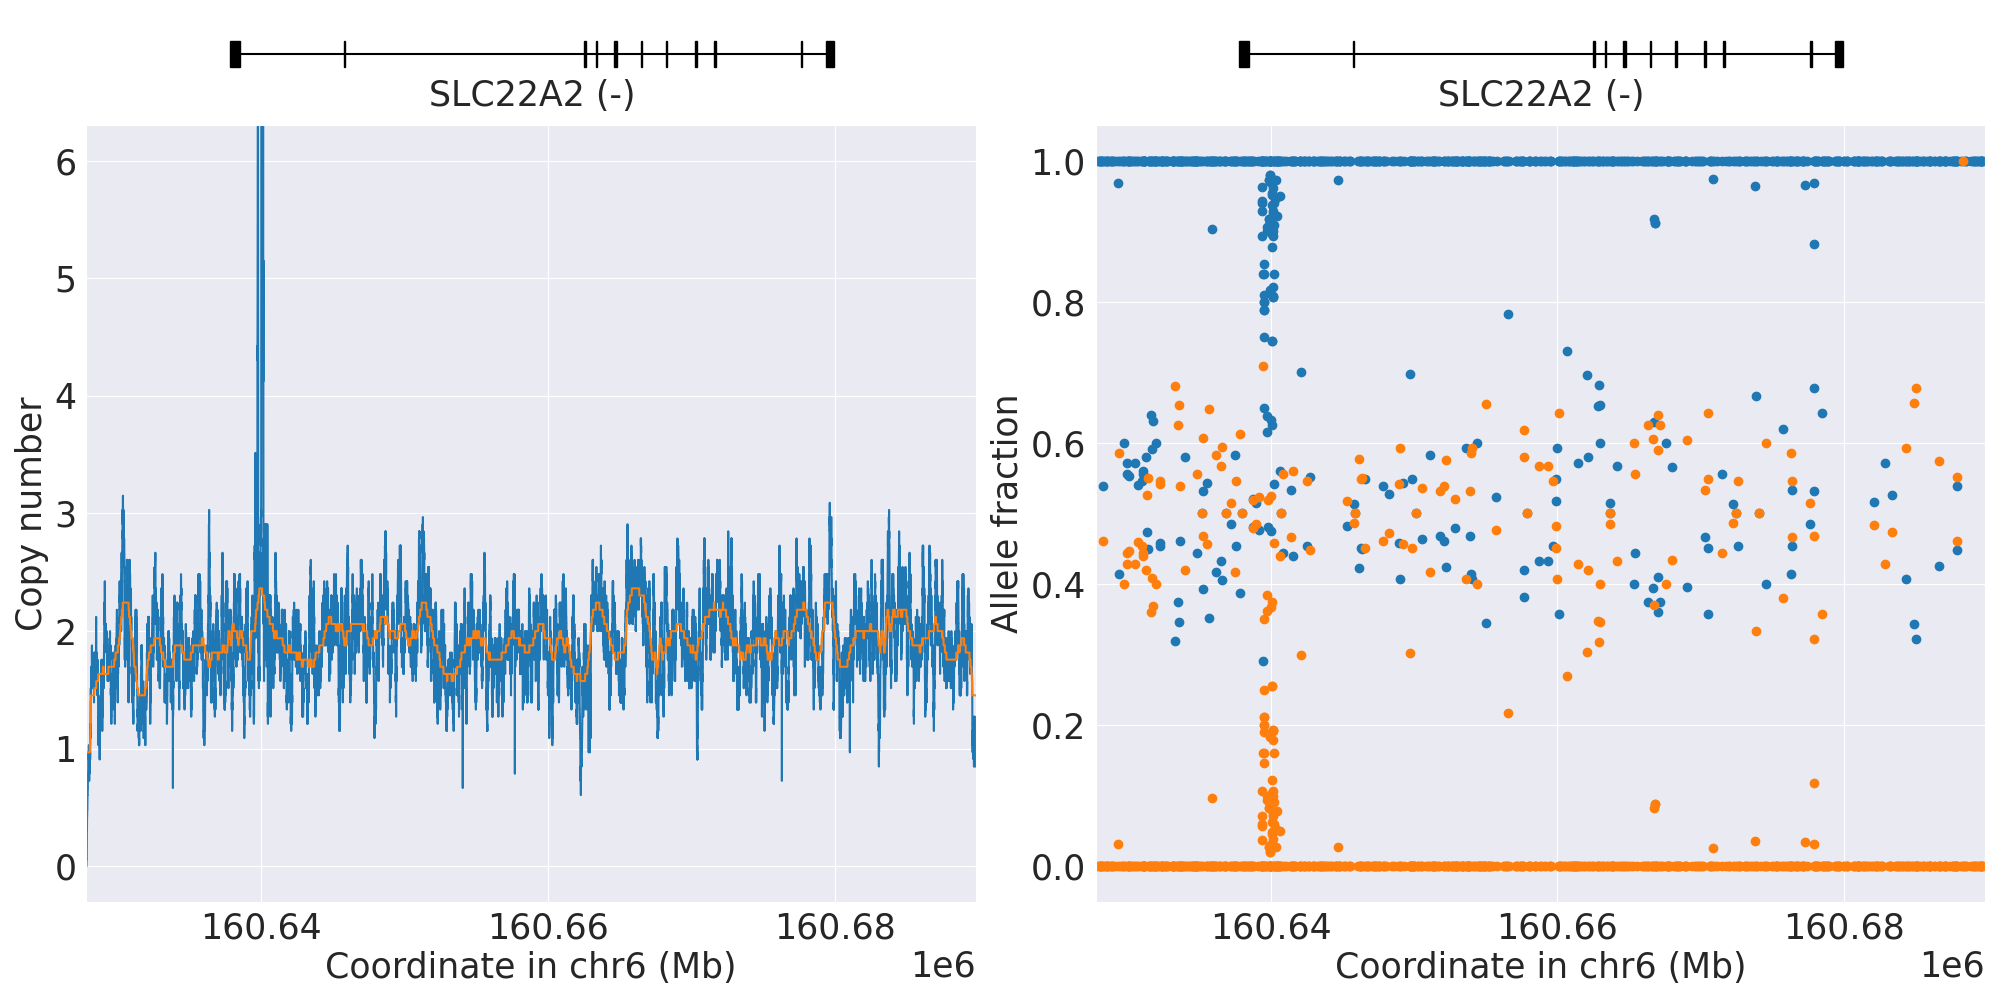 SLC22A2 (-)
SLC22A2 (-)
Copy number
6
5
4
3
2
1
0
160.64
160.66
160.68
Coordinate in chr6 (Mb)
1e6
Allele fraction
1.0
0.8
0.6
0.4
0.2
0.0
160.64
160.66
160.68
Coordinate in chr6 (Mb)
1e6